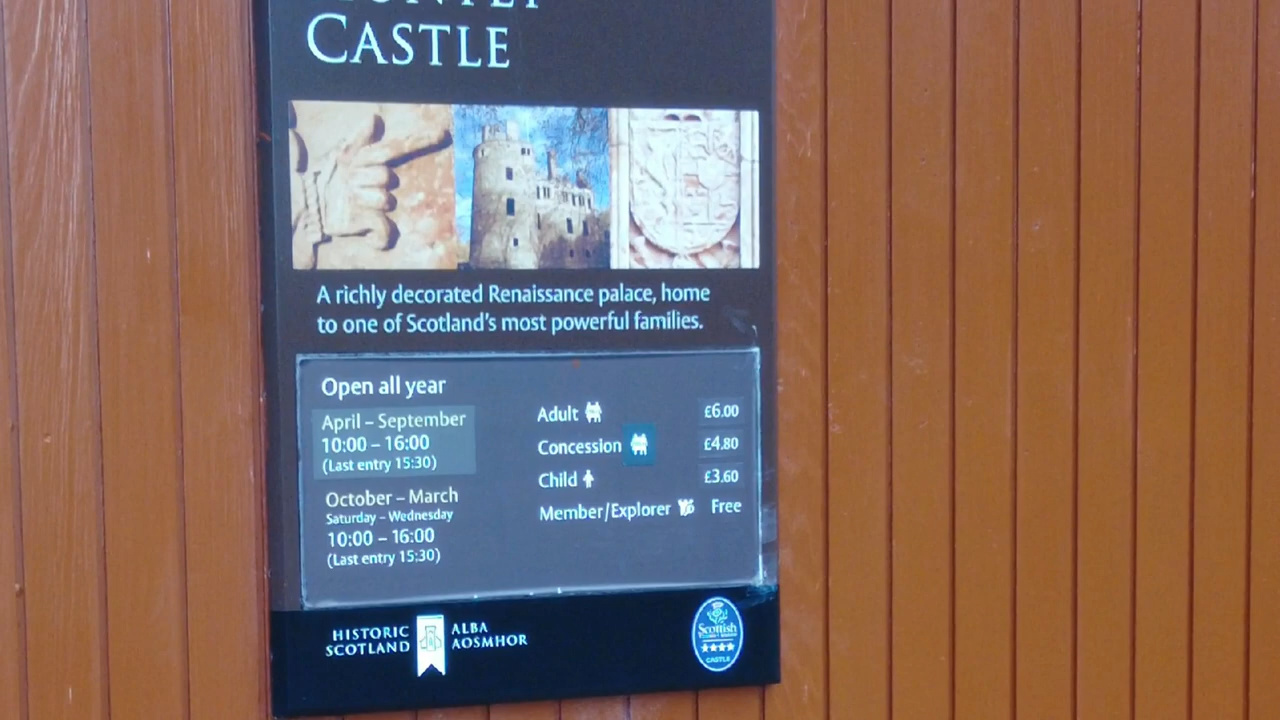 CASTLE
A richly decorated Renaissance palace, home
to one of Scotland's most powerful families.
Open all year
April – September
10:00 – 16:00
(Last entry 15:30)
October – March
Saturday – Wednesday
10:00 – 16:00
(Last entry 15:30)
Adult £6.00
Concession £4.80
Child £3.60
Member/Explorer Free
HISTORIC
SCOTLAND
ALBA
AOSMHOR
Scottish
CASTLE